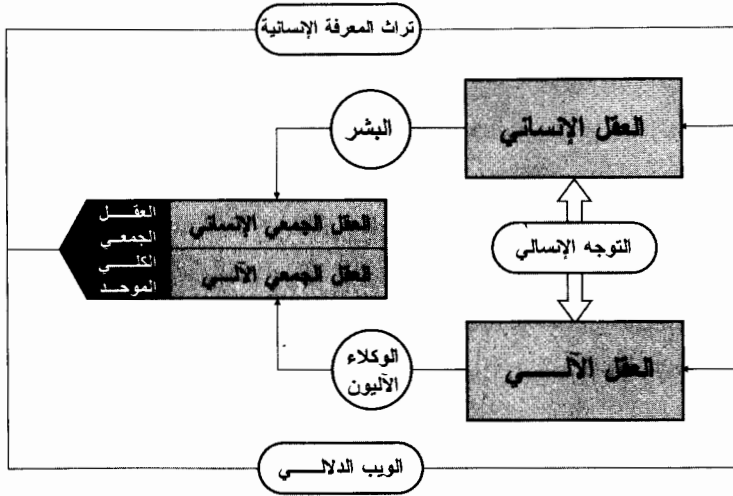 تراث المعرفة الإنسانية
العقل الإنساني
البشر
العقل الجمعي الإنساني
العقل الجمعي الآلي
العقل
الجمعي
الكلي
الموحد
التوجه الإنساني
العقل الآلي
الوكلاء
الآليون
الويب الدلالي